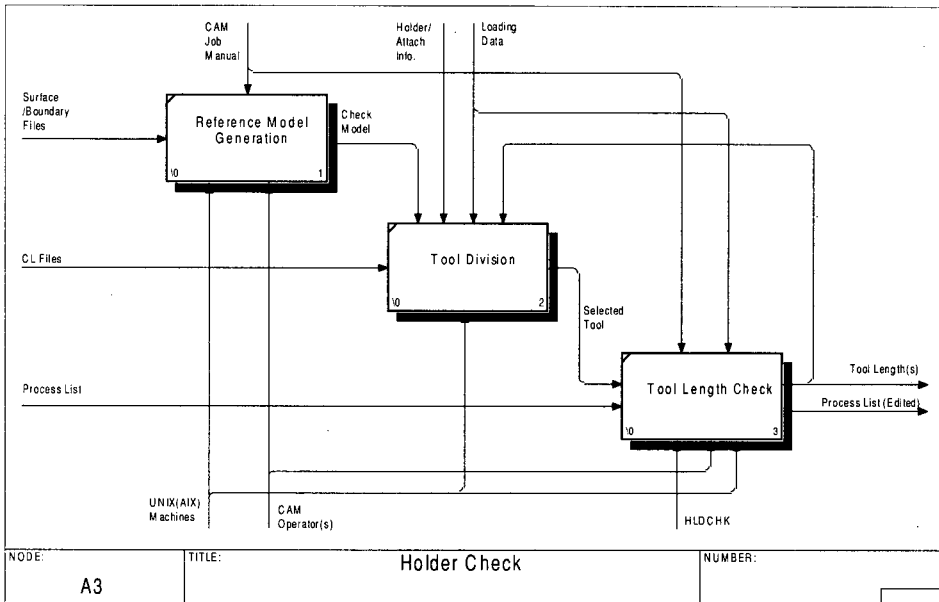 CAM
Job
Manual
Holder/
Attach
Info.
Loading
Data
Surface
/Boundary
Files
Reference Model
Generation
\0
1
Check
Model
CL Files
Tool Division
\0
2
Selected
Tool
Process List
Tool Length Check
\0
3
Tool Length(s)
Process List (Edited)
UNIX(AIX)
Machines
CAM
Operator(s)
HLDCHK
NODE:
A3
TITLE:
Holder Check
NUMBER: